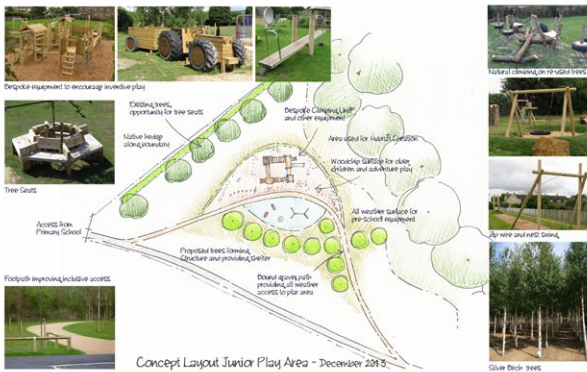 Bespoke equipment to encourage inventive play
Natural climbing on re-used trees
Existing trees,
opportunity for tree seats
Native hedge
along boundary
Bespoke Climbing Unit
and other equipment
Area used for Habitat Creation
Woodchip surface for older
children and adventure play
Tree Seats
Access from
Primary School
All weather surface for
pre-school equipment
Zip wire and nest swing
Proposed trees forming
Structure and providing shelter
Bound gravel path
providing all weather
access to play area
Footpath improving inclusive access
Concept Layout Junior Play Area - December 2013
Silver Birch trees